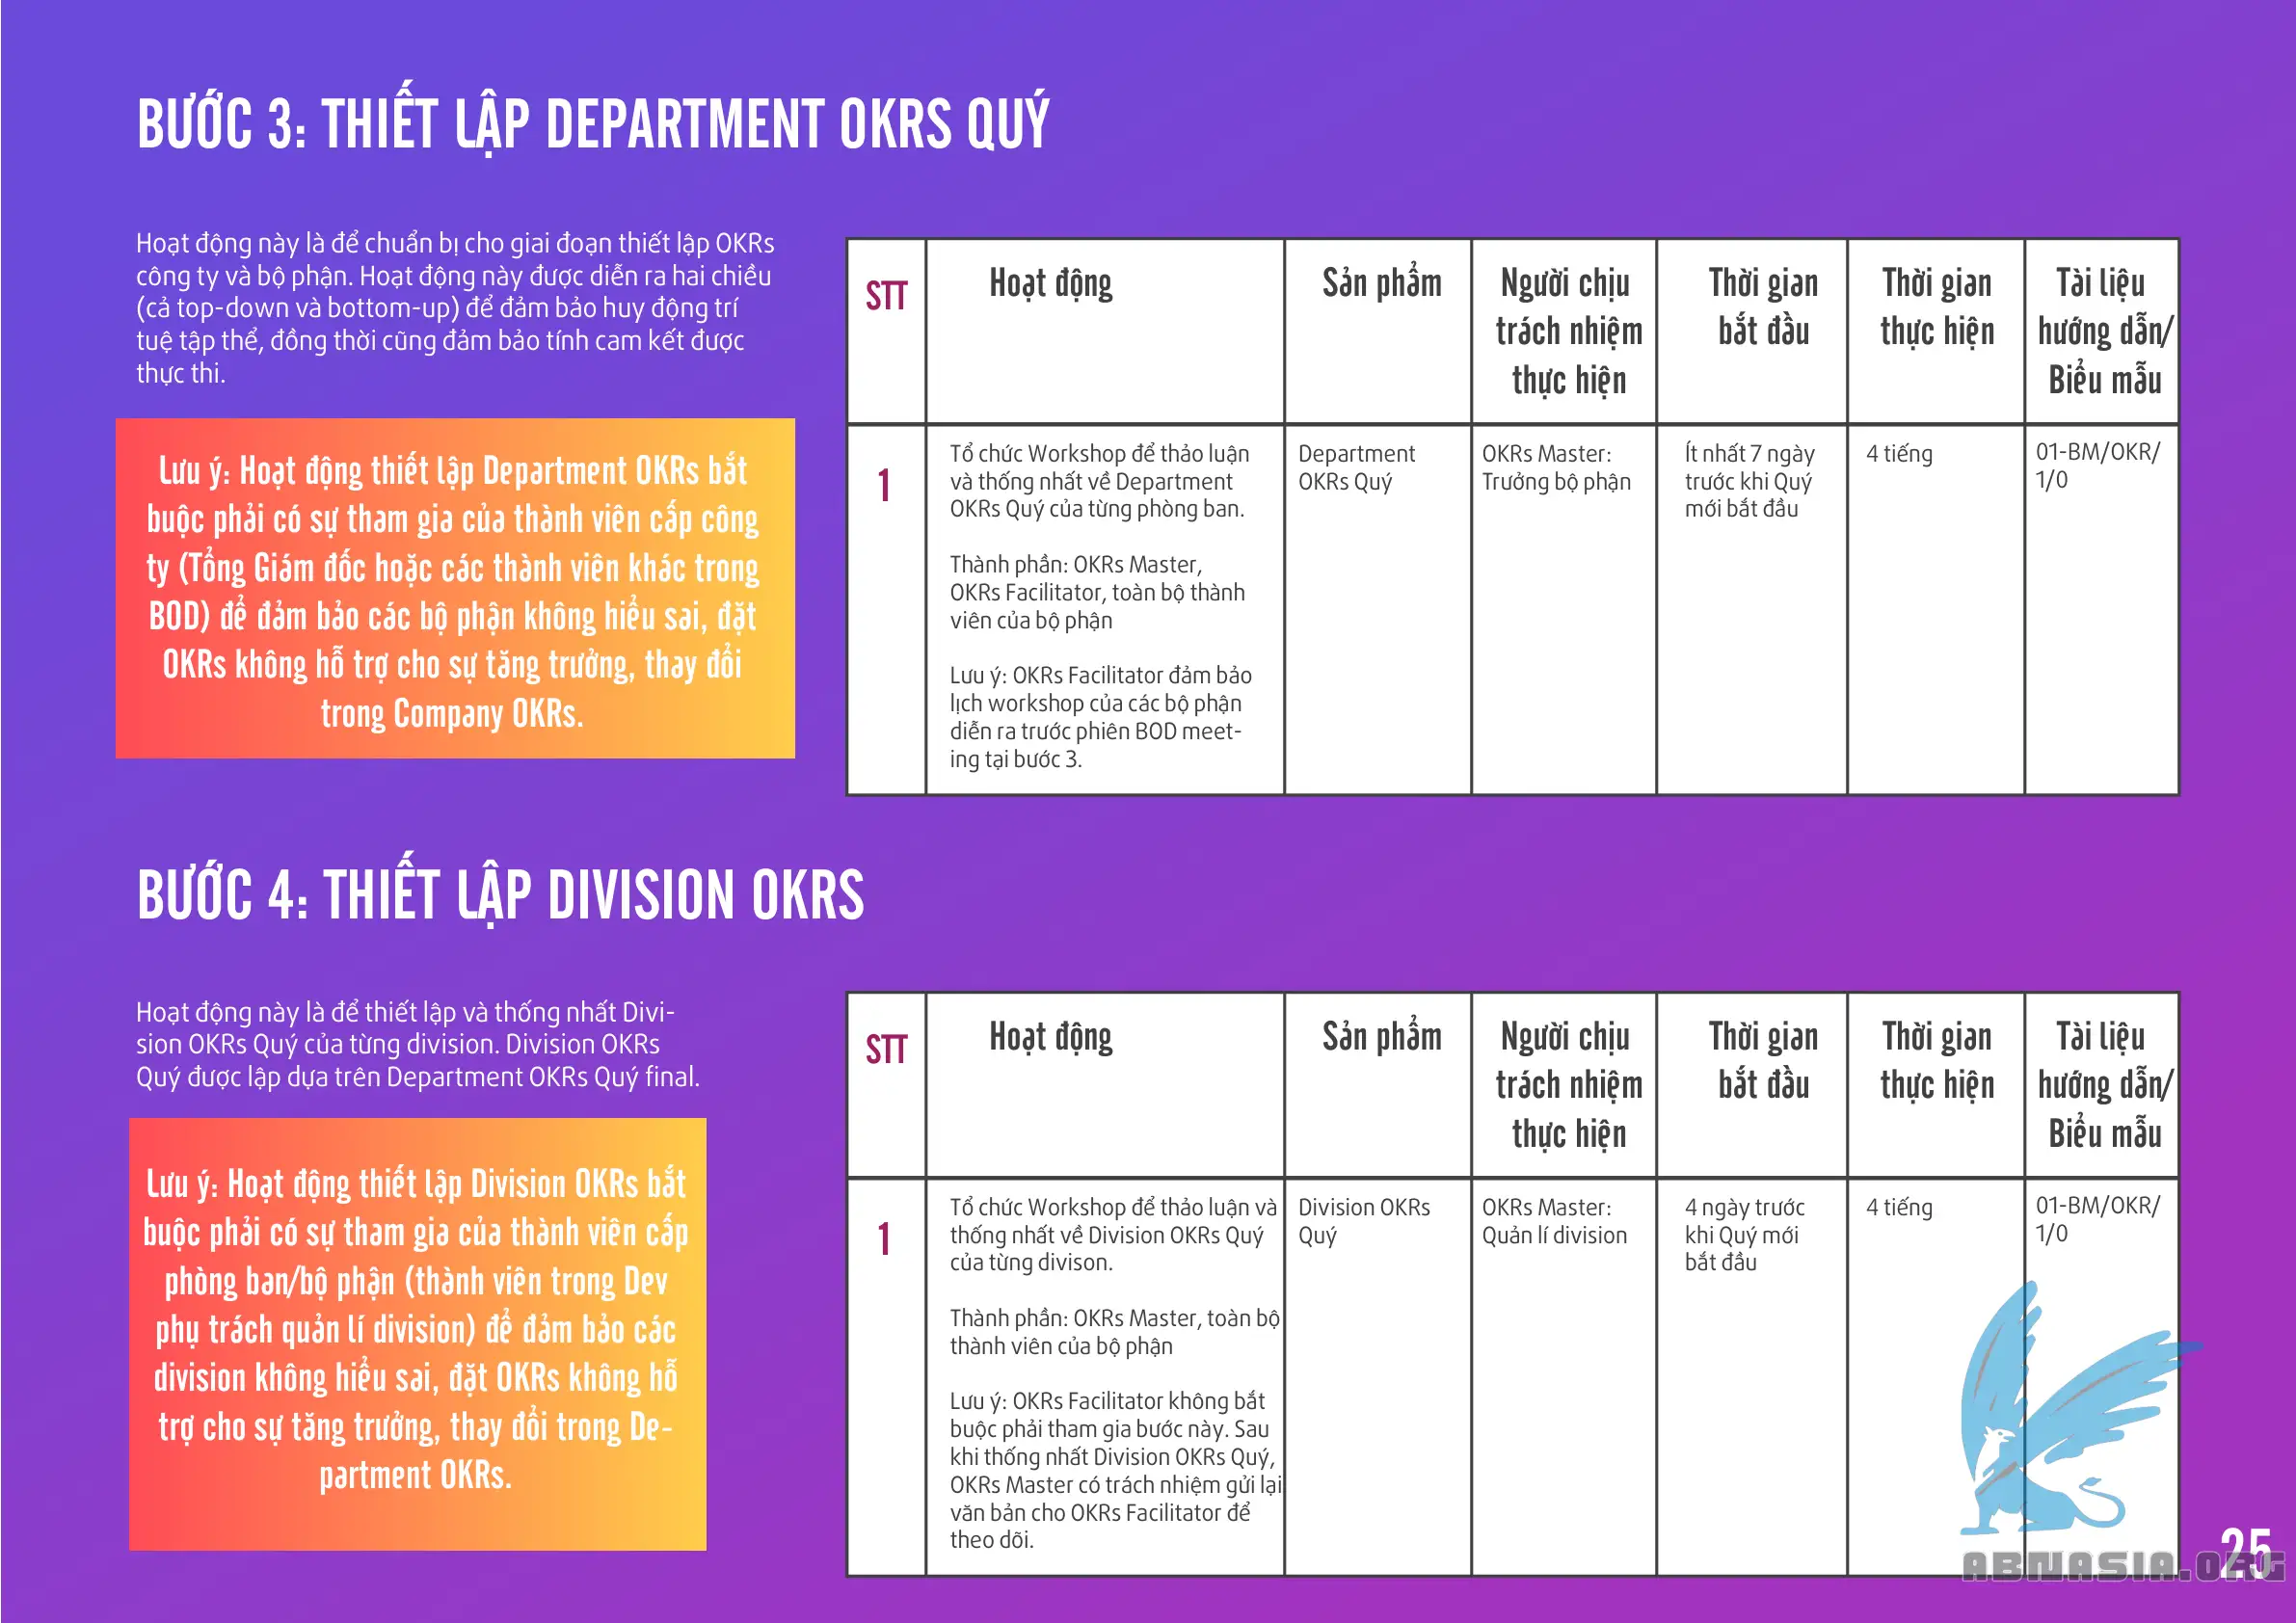 BƯỚC 3: THIẾT LẬP DEPARTMENT OKRS QUÝ
Hoạt động này là để chuẩn bị cho giai đoạn thiết lập OKRs
công ty và bộ phận. Hoạt động này được diễn ra hai chiều
(cả top-down và bottom-up) để đảm bảo huy động trí
tuệ tập thể, đồng thời cũng đảm bảo tính cam kết được
thực thi.
Lưu ý: Hoạt động thiết lập Department OKRs bắt
buộc phải có sự tham gia của thành viên cấp công
ty (Tổng Giám đốc hoặc các thành viên khác trong
BOD) để đảm bảo các bộ phận không hiểu sai, đặt
OKRs không hỗ trợ cho sự tăng trưởng, thay đổi
trong Company OKRs.
STT
Hoạt động
Sản phẩm
Người chịu
trách nhiệm
thực hiện
Thời gian
bắt đầu
Thời gian
thực hiện
Tài liệu
hướng dẫn/
Biểu mẫu
1
Tổ chức Workshop để thảo luận
và thống nhất về Department
OKRs Quý của từng phòng ban.
Thành phần: OKRs Master,
OKRs Facilitator, toàn bộ thành
viên của bộ phận
Lưu ý: OKRs Facilitator đảm bảo
lịch workshop của các bộ phận
diễn ra trước phiên BOD meet-
ing tại bước 3.
Department
OKRs Quý
OKRs Master:
Trưởng bộ phận
Ít nhất 7 ngày
trước khi Quý
mới bắt đầu
4 tiếng
01-BM/OKR/
1/0
BƯỚC 4: THIẾT LẬP DIVISION OKRS
Hoạt động này là để thiết lập và thống nhất Divi-
sion OKRs Quý của từng division. Division OKRs
Quý được lập dựa trên Department OKRs Quý final.
Lưu ý: Hoạt động thiết lập Division OKRs bắt
buộc phải có sự tham gia của thành viên cấp
phòng ban/bộ phận (thành viên trong Dev
phụ trách quản lí division) để đảm bảo các
division không hiểu sai, đặt OKRs không hỗ
trợ cho sự tăng trưởng, thay đổi trong De-
partment OKRs.
STT
Hoạt động
Sản phẩm
Người chịu
trách nhiệm
thực hiện
Thời gian
bắt đầu
Thời gian
thực hiện
Tài liệu
hướng dẫn/
Biểu mẫu
1
Tổ chức Workshop để thảo luận và
thống nhất về Division OKRs Quý
của từng divison.
Thành phần: OKRs Master, toàn bộ
thành viên của bộ phận
Lưu ý: OKRs Facilitator không bắt
buộc phải tham gia bước này. Sau
khi thống nhất Division OKRs Quý,
OKRs Master có trách nhiệm gửi lại
văn bản cho OKRs Facilitator để
theo dõi.
Division OKRs
Quý
OKRs Master:
Quản lí division
4 ngày trước
khi Quý mới
bắt đầu
4 tiếng
01-BM/OKR/
1/0
25
ABNASIA.ORG